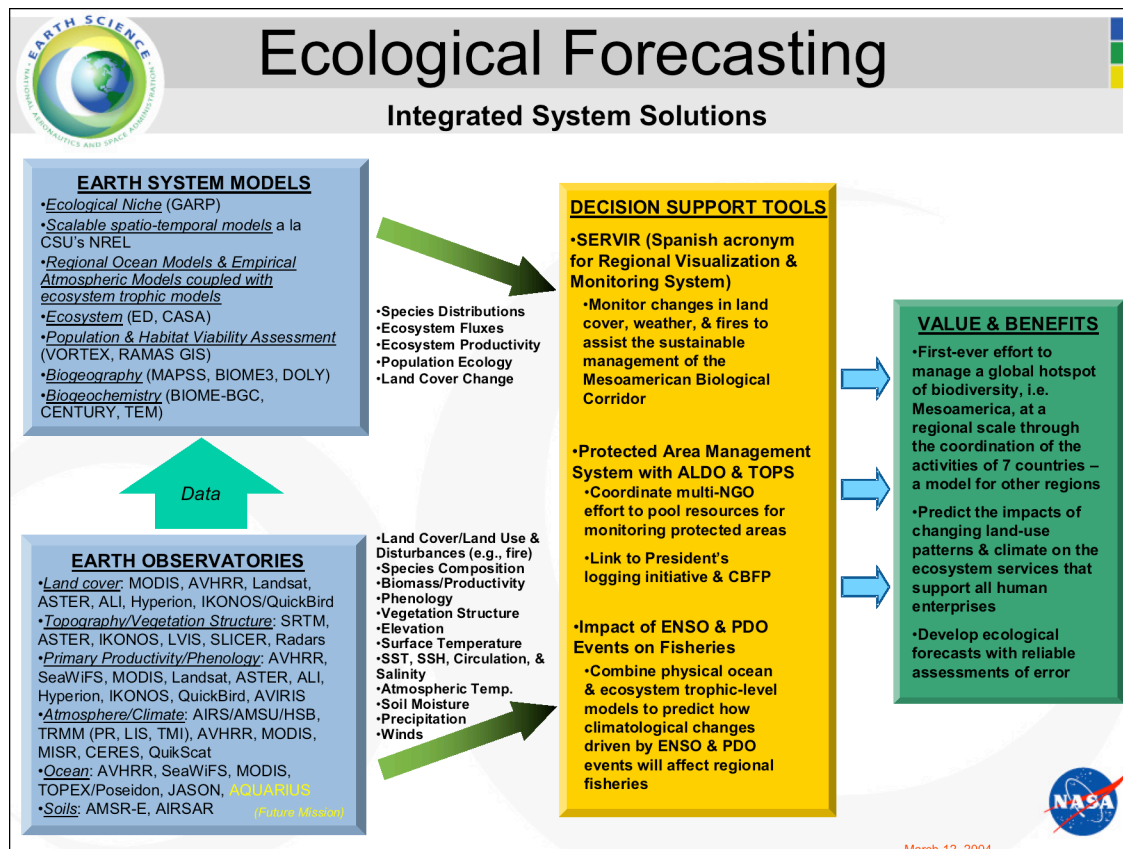 EARTH SCIENCE
NATIONAL AERONAUTICS AND SPACE ADMINISTRATION
Ecological Forecasting
Integrated System Solutions
EARTH SYSTEM MODELS
•Ecological Niche (GARP)
•Scalable spatio-temporal models a la
CSU's NREL
•Regional Ocean Models & Empirical
Atmospheric Models coupled with
ecosystem trophic models
•Ecosystem (ED, CASA)
•Population & Habitat Viability Assessment
(VORTEX, RAMAS GIS)
•Biogeography (MAPSS, BIOME3, DOLY)
•Biogeochemistry (BIOME-BGC,
CENTURY, TEM)
Data
EARTH OBSERVATORIES
•Land cover: MODIS, AVHRR, Landsat,
ASTER, ALI, Hyperion, IKONOS/QuickBird
•Topography/Vegetation Structure: SRTM,
ASTER, IKONOS, LVIS, SLICER, Radars
•Primary Productivity/Phenology: AVHRR,
SeaWiFS, MODIS, Landsat, ASTER, ALI,
Hyperion, IKONOS, QuickBird, AVIRIS
•Atmosphere/Climate: AIRS/AMSU/HSB,
TRMM (PR, LIS, TMI), AVHRR, MODIS,
MISR, CERES, QuikScat
•Ocean: AVHRR, SeaWiFS, MODIS,
TOPEX/Poseidon, JASON, AQUARIUS
•Soils: AMSR-E, AIRSAR
(Future Mission)
•Species Distributions
•Ecosystem Fluxes
•Ecosystem Productivity
•Population Ecology
•Land Cover Change
•Land Cover/Land Use &
Disturbances (e.g., fire)
•Species Composition
•Biomass/Productivity
•Phenology
•Vegetation Structure
•Elevation
•Surface Temperature
•SST, SSH, Circulation, &
Salinity
•Atmospheric Temp.
•Soil Moisture
•Precipitation
•Winds
DECISION SUPPORT TOOLS
•SERVIR (Spanish acronym
for Regional Visualization &
Monitoring System)
•Monitor changes in land
cover, weather, & fires to
assist the sustainable
management of the
Mesoamerican Biological
Corridor
•Protected Area Management
System with ALDO & TOPS
•Coordinate multi-NGO
effort to pool resources for
monitoring protected areas
•Link to President's
logging initiative & CBFP
•Impact of ENSO & PDO
Events on Fisheries
•Combine physical ocean
& ecosystem trophic-level
models to predict how
climatological changes
driven by ENSO & PDO
events will affect regional
fisheries
VALUE & BENEFITS
•First-ever effort to
manage a global hotspot
of biodiversity, i.e.
Mesoamerica, at a
regional scale through
the coordination of the
activities of 7 countries –
a model for other regions
•Predict the impacts of
changing land-use
patterns & climate on the
ecosystem services that
support all human
enterprises
•Develop ecological
forecasts with reliable
assessments of error
NASA
March 12, 2004